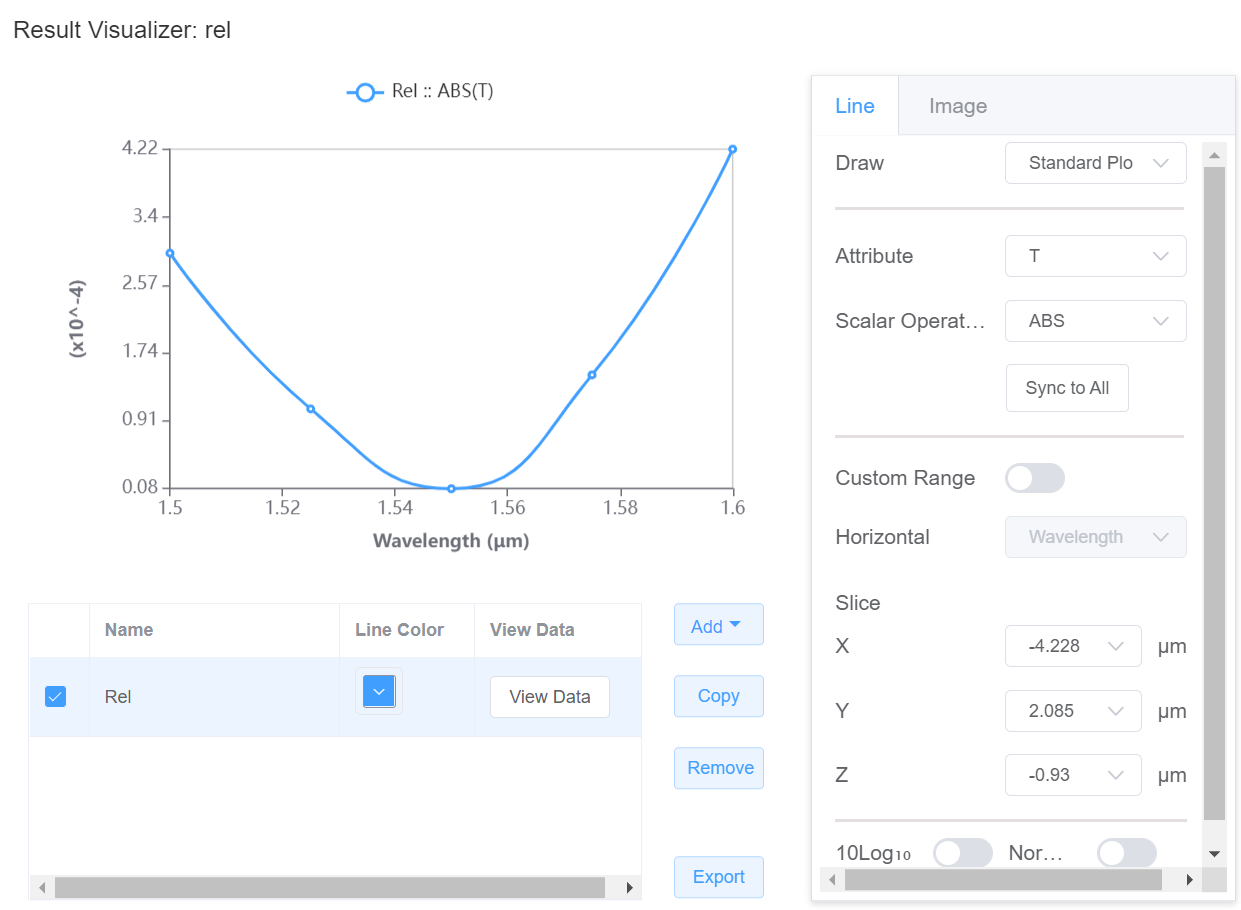 Result Visualizer: rel
Rel :: ABS(T)
4.22
3.4
2.57
1.74
0.91
0.08
(x10^-4)
1.5 1.52 1.54 1.56 1.58 1.6
Wavelength (μm)
Name Line Color View Data
Rel View Data
Add
Copy
Remove
Export
Line Image
Draw Standard Plo
Attribute T
Scalar Operat... ABS
Sync to All
Custom Range
Horizontal Wavelength
Slice
X -4.228 μm
Y 2.085 μm
Z -0.93 μm
10Log₁₀ Nor...